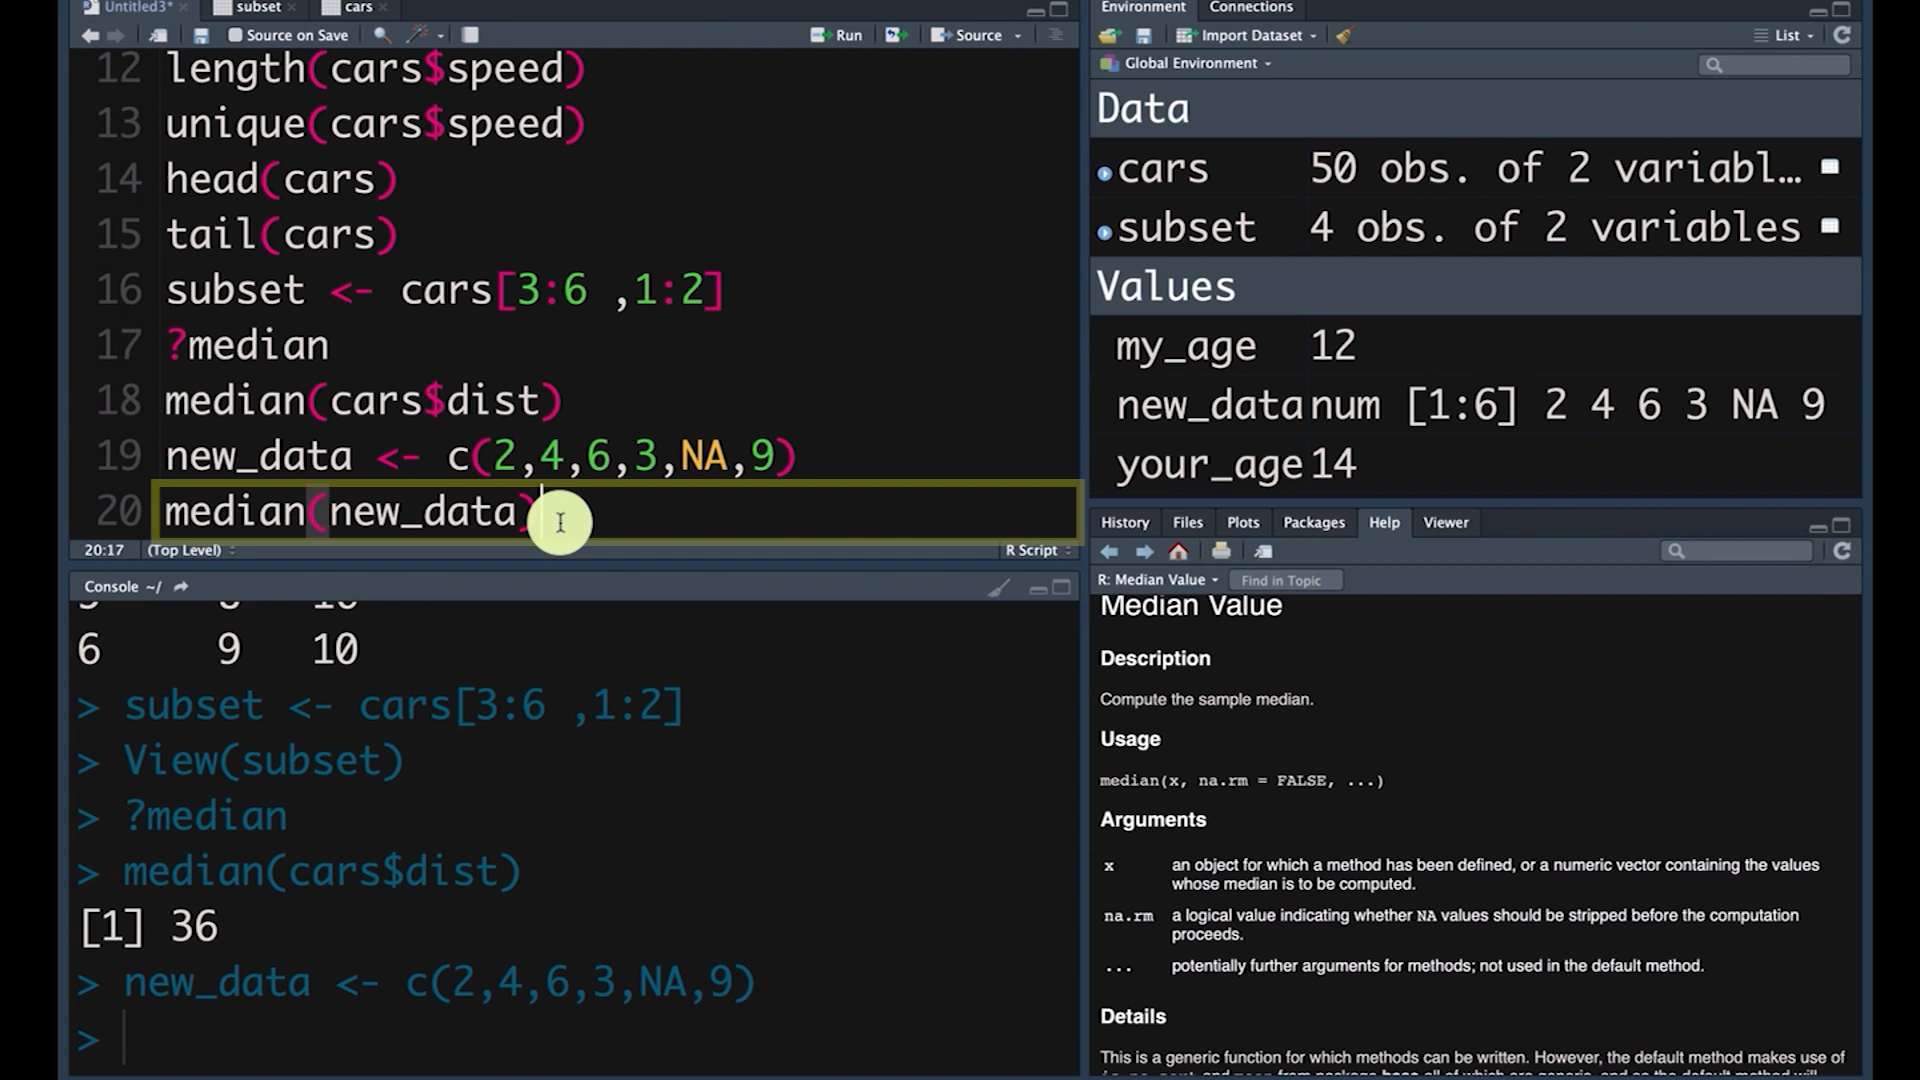 Untitled3*
subset
cars
Source on Save
Run
Source
12 length(cars$speed)
13 unique(cars$speed)
14 head(cars)
15 tail(cars)
16 subset <- cars[3:6 ,1:2]
17 ?median
18 median(cars$dist)
19 new_data <- c(2,4,6,3,NA,9)
20 median(new_data)
20:17 (Top Level) R Script
Console ~/
6 9 10
> subset <- cars[3:6 ,1:2]
> View(subset)
> ?median
> median(cars$dist)
[1] 36
> new_data <- c(2,4,6,3,NA,9)
>
Environment Connections
Import Dataset List
Global Environment
Data
cars 50 obs. of 2 variabl…
subset 4 obs. of 2 variables
Values
my_age 12
new_data num [1:6] 2 4 6 3 NA 9
your_age 14
History Files Plots Packages Help Viewer
R: Median Value Find in Topic
Median Value
Description
Compute the sample median.
Usage
median(x, na.rm = FALSE, ...)
Arguments
x an object for which a method has been defined, or a numeric vector containing the values
whose median is to be computed.
na.rm a logical value indicating whether NA values should be stripped before the computation
proceeds.
... potentially further arguments for methods; not used in the default method.
Details
This is a generic function for which methods can be written. However, the default method makes use of